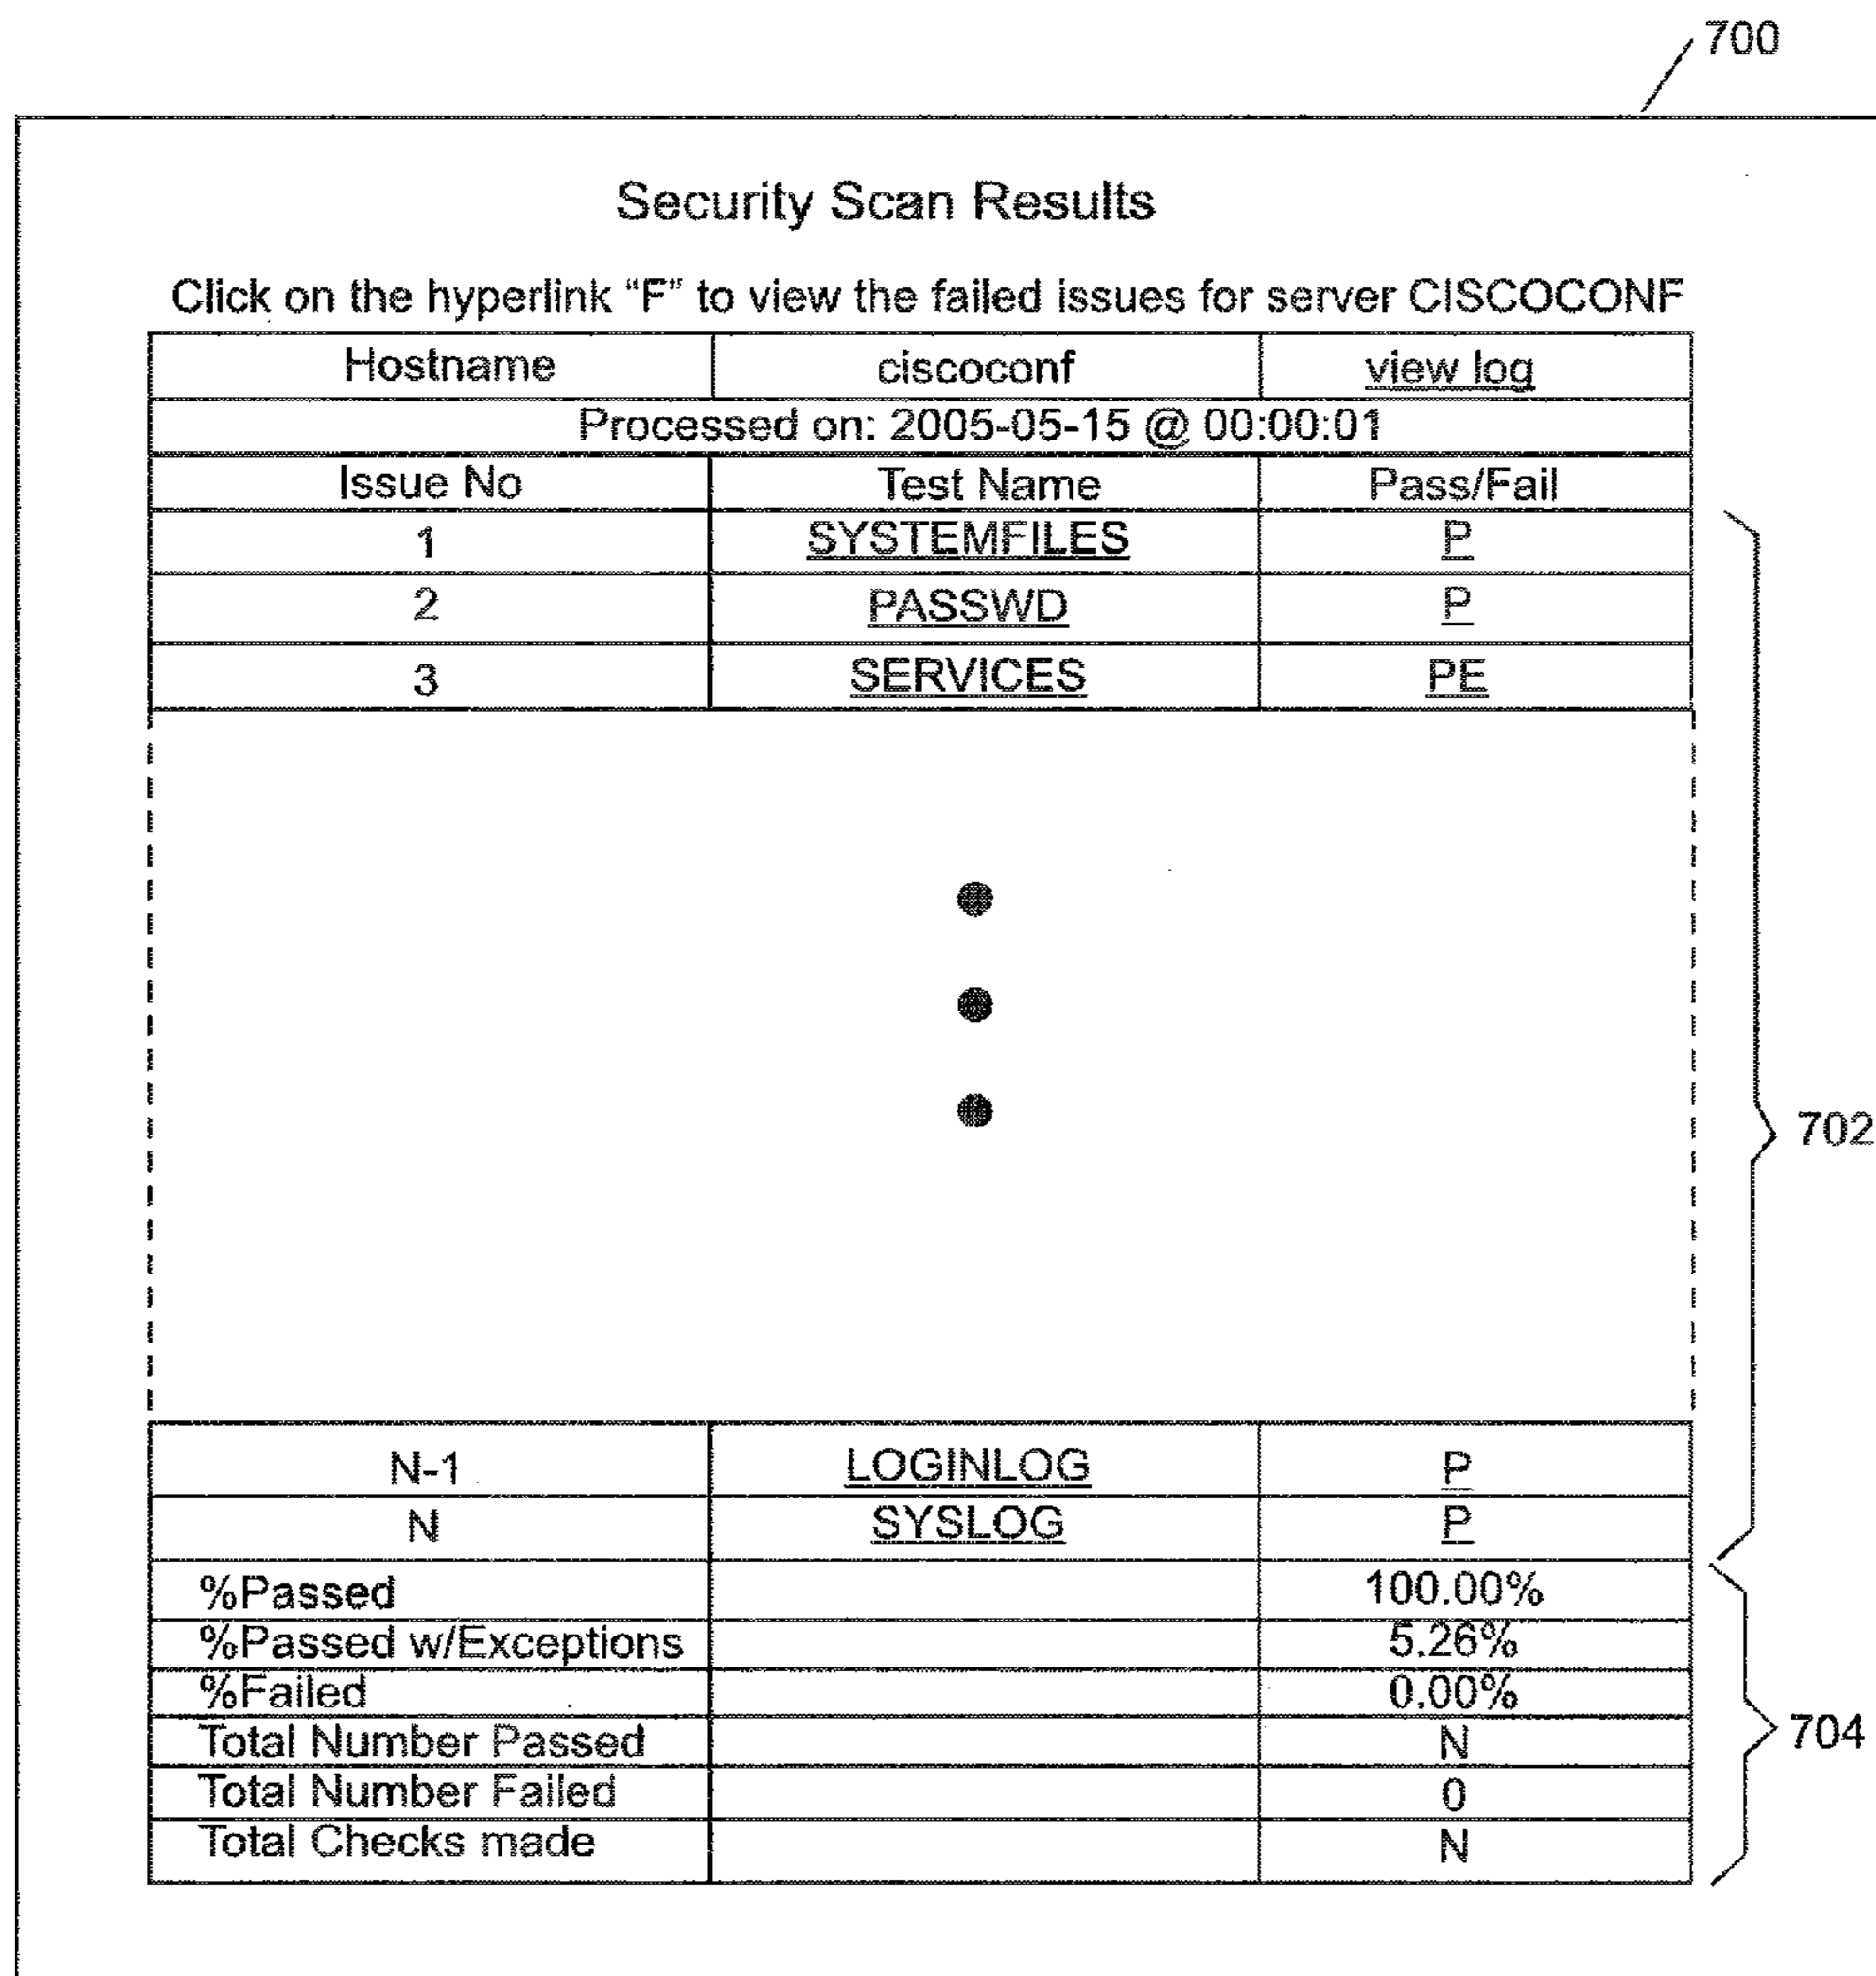 700
Security Scan Results
Click on the hyperlink “F” to view the failed issues for server CISCOCONF
Hostname ciscoconf view log
Processed on: 2005-05-15 @ 00:00:01
Issue No Test Name Pass/Fail
1 SYSTEMFILES P
2 PASSWD P
3 SERVICES PE
702
N-1 LOGINLOG P
N SYSLOG P
%Passed 100.00%
%Passed w/Exceptions 5.26%
%Failed 0.00%
Total Number Passed N
704
Total Number Failed 0
Total Checks made N